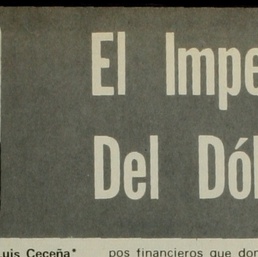 El Impe
Del Dól
uis Ceceña*
pos financieros que dor